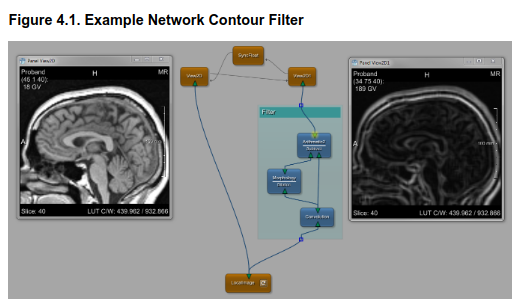 Figure 4.1. Example Network Contour Filter
Panel View2D
Proband
(46 1 40):
18 GV
H
MR
A
Slice: 40
LUT C/W: 439.962 / 932.866
SyncFloat
View2D
View2D1
Filter
Arithmetic2
Morphology
Convolution
LocalImage
Panel View2D1
Proband
(34 75 40):
189 GV
H
MR
A
Slice: 40
LUT C/W: 439.962 / 932.866